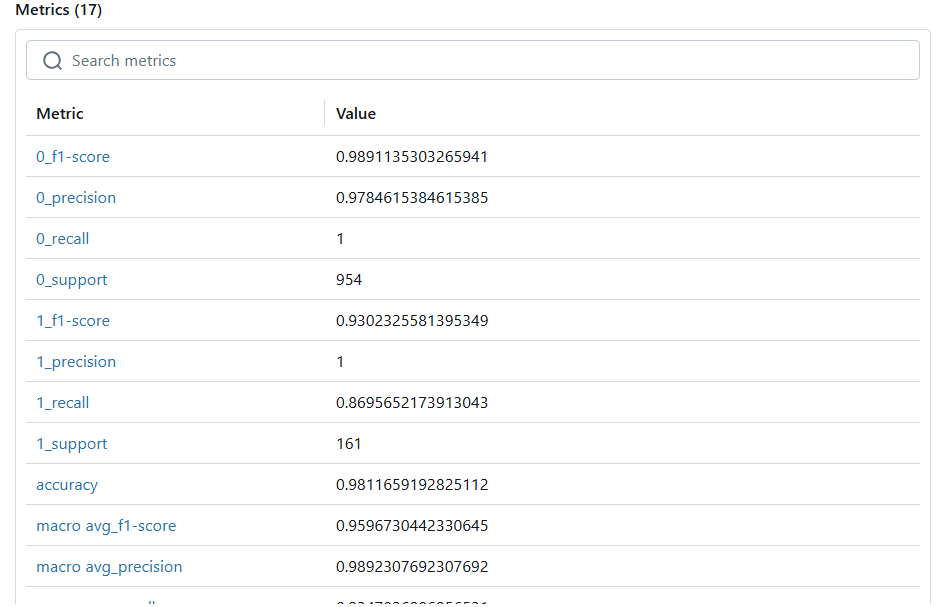 Metrics (17)
Search metrics
Metric Value
0_f1-score 0.9891135303265941
0_precision 0.9784615384615385
0_recall 1
0_support 954
1_f1-score 0.9302325581395349
1_precision 1
1_recall 0.8695652173913043
1_support 161
accuracy 0.9811659192825112
macro avg_f1-score 0.9596730442330645
macro avg_precision 0.9892307692307692